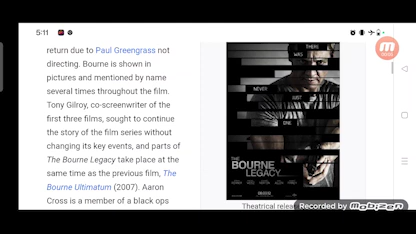 5:11
return due to Paul Greengrass not
directing. Bourne is shown in
pictures and mentioned by name
several times throughout the film.
Tony Gilroy, co-screenwriter of the
first three films, sought to continue
the story of the film series without
changing its key events, and parts of
The Bourne Legacy take place at the
same time as the previous film, The
Bourne Ultimatum (2007). Aaron
Cross is a member of a black ops
THERE
WAS
NEVER
JUST
ONE
THE
BOURNE
LEGACY
Theatrical relea
Recorded by MOBIZEN